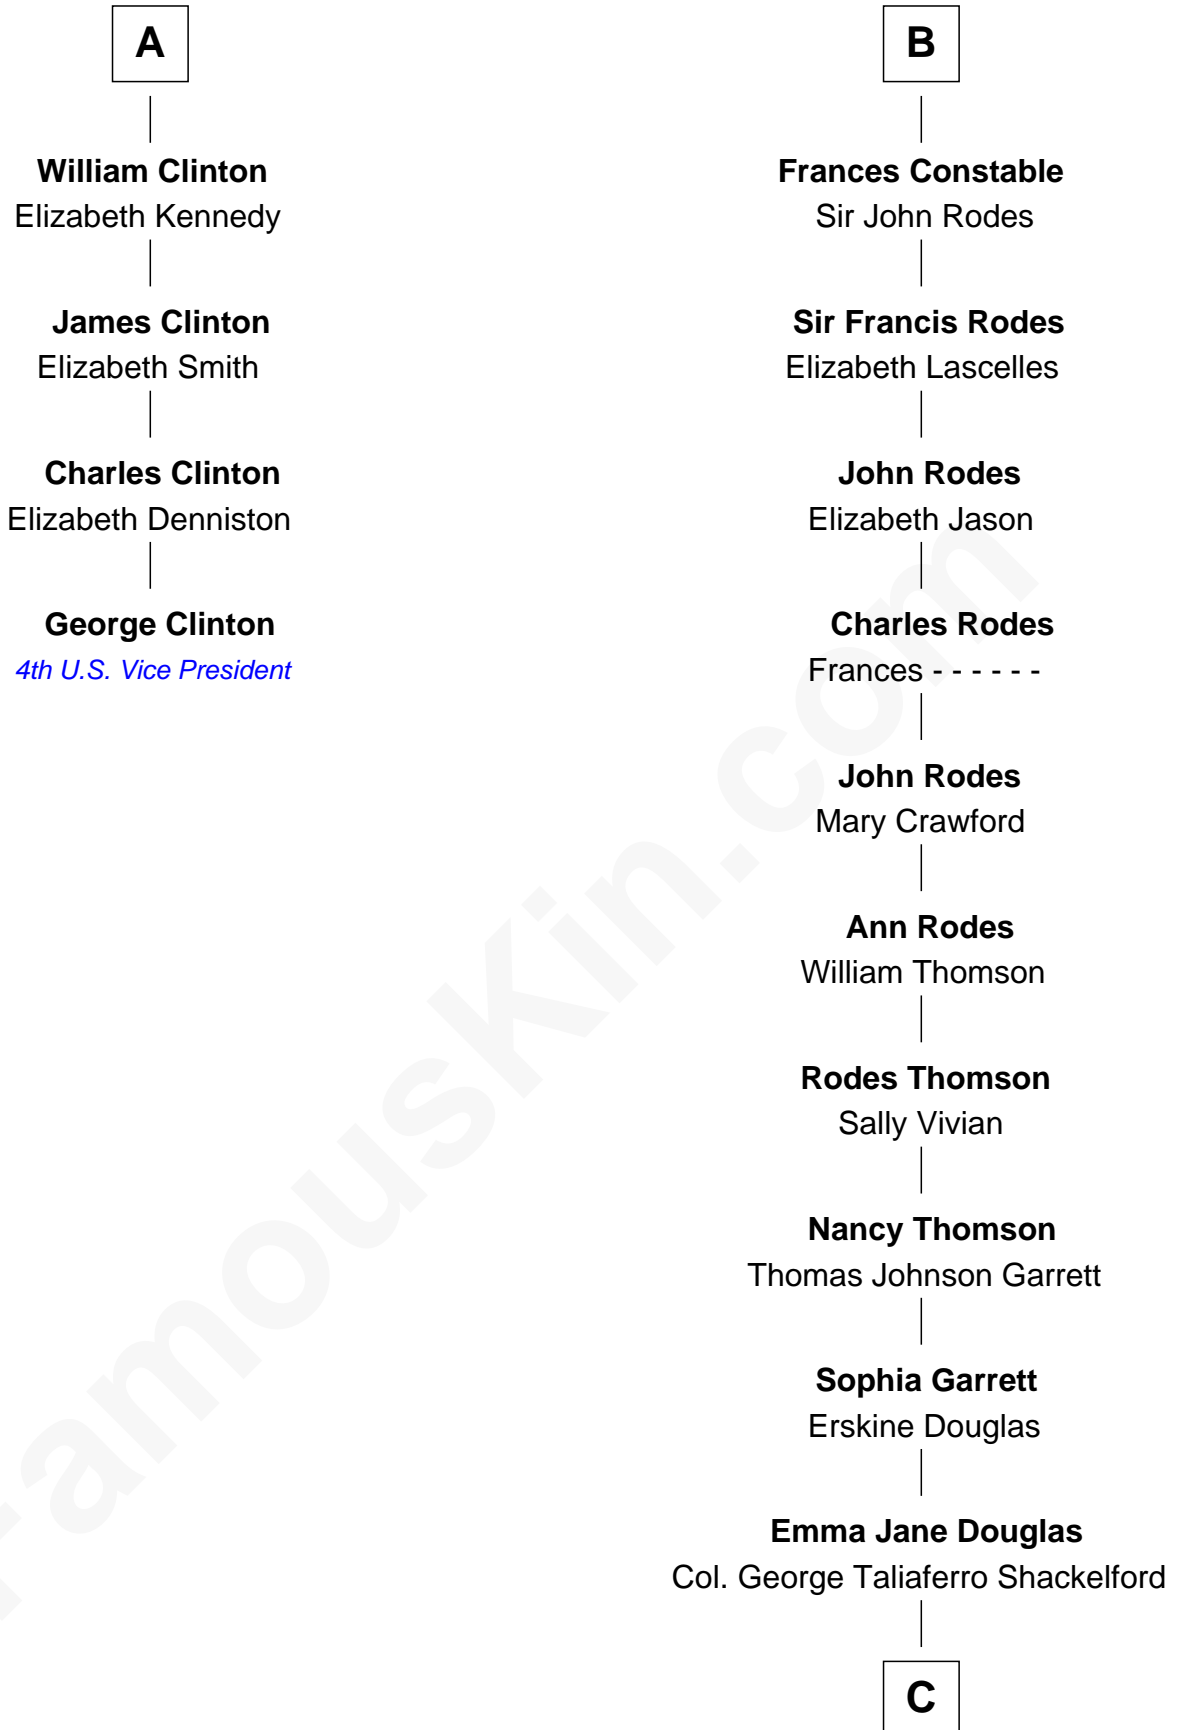 A
William Clinton
Elizabeth Kennedy
James Clinton
Elizabeth Smith
Charles Clinton
Elizabeth Denniston
George Clinton
4th U.S. Vice President
B
Frances Constable
Sir John Rodes
Sir Francis Rodes
Elizabeth Lascelles
John Rodes
Elizabeth Jason
Charles Rodes
Frances - - - - - -
John Rodes
Mary Crawford
Ann Rodes
William Thomson
Rodes Thomson
Sally Vivian
Nancy Thomson
Thomas Johnson Garrett
Sophia Garrett
Erskine Douglas
Emma Jane Douglas
Col. George Taliaferro Shackelford
C
FamousKin.com